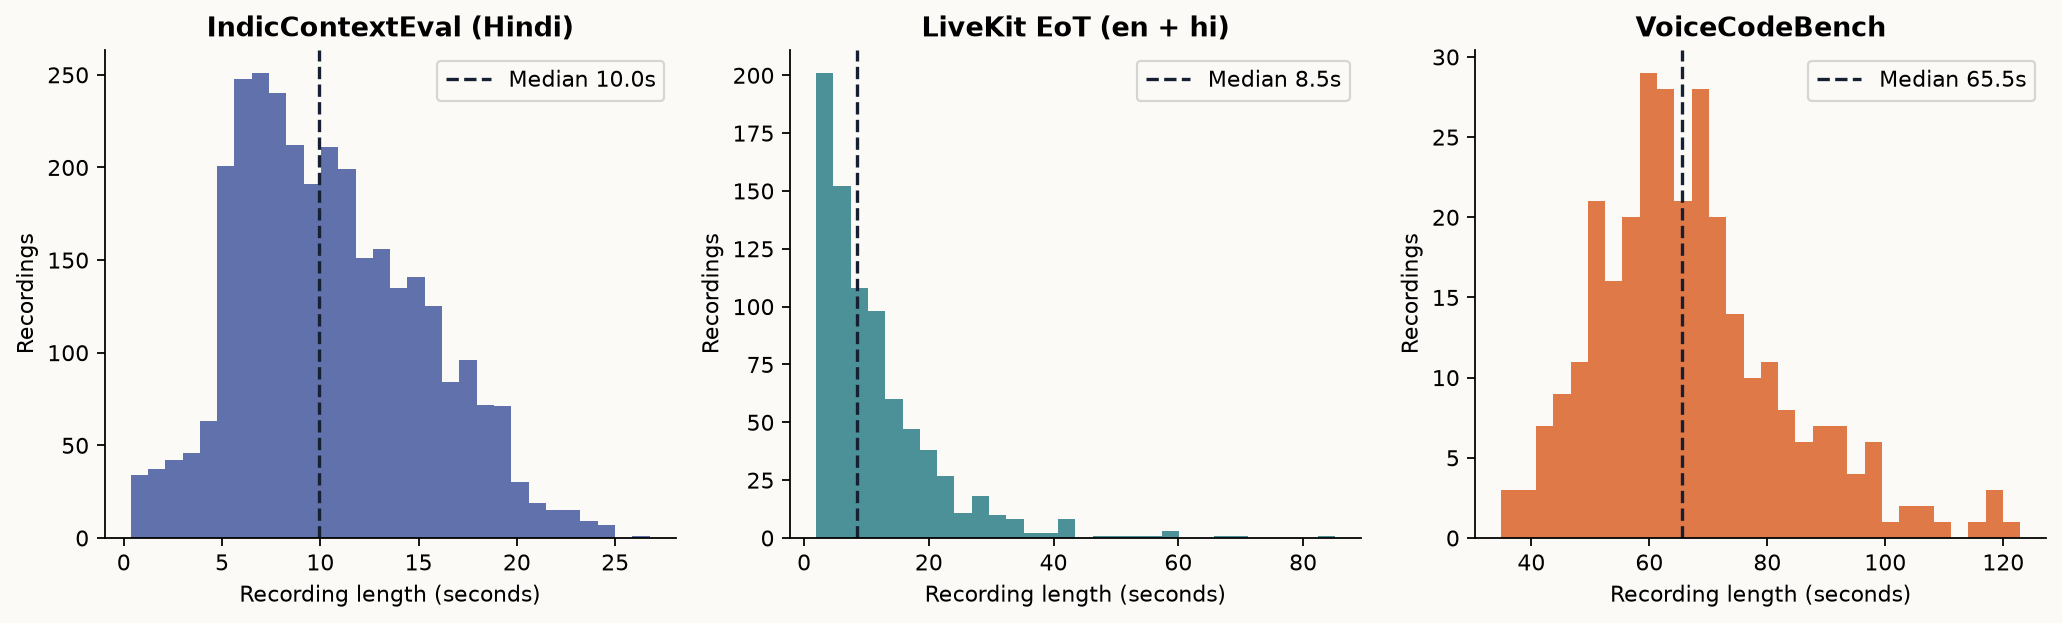 IndicContextEval (Hindi)
Median 10.0s
Recordings
250
200
150
100
50
0
0 5 10 15 20 25
Recording length (seconds)
LiveKit EoT (en + hi)
Median 8.5s
Recordings
200
175
150
125
100
75
50
25
0
0 20 40 60 80
Recording length (seconds)
VoiceCodeBench
Median 65.5s
Recordings
30
25
20
15
10
5
0
40 60 80 100 120
Recording length (seconds)